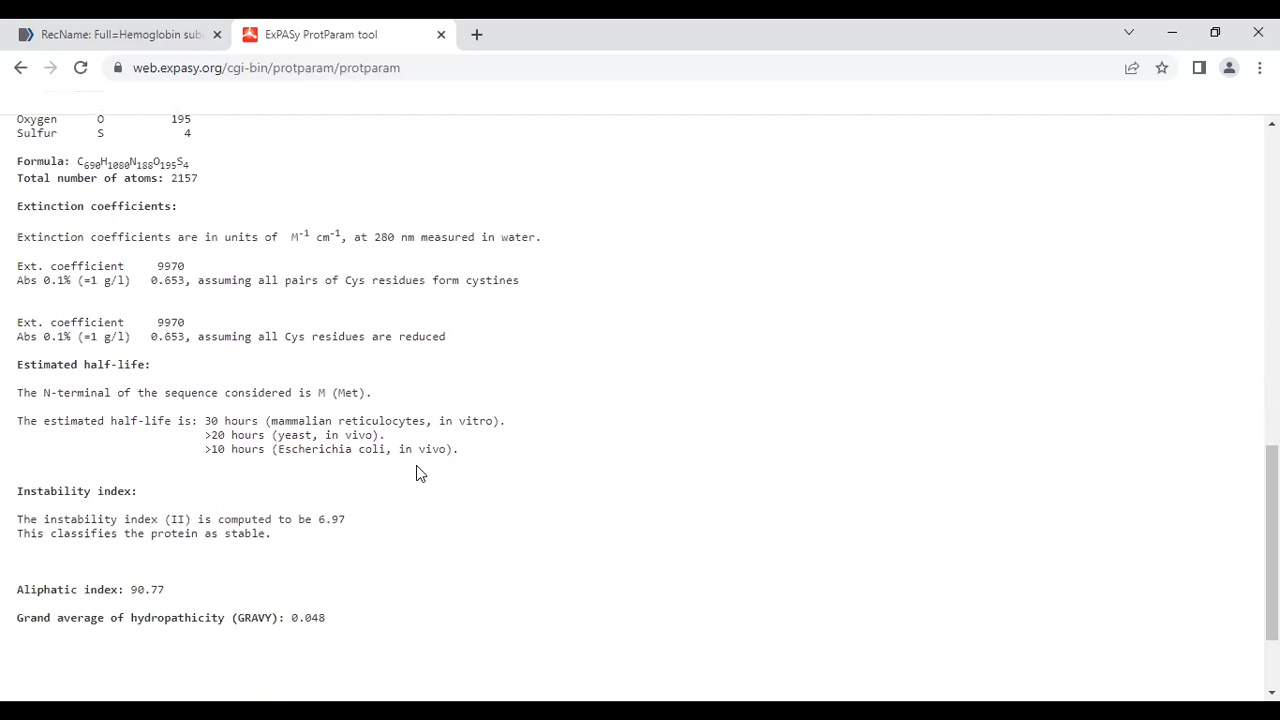 RecName: Full=Hemoglobin sub
ExPASy ProtParam tool
web.expasy.org/cgi-bin/protparam/protparam
Oxygen O 195
Sulfur S 4
Formula: C690H1080N188O195S4
Total number of atoms: 2157
Extinction coefficients:
Extinction coefficients are in units of M-1 cm-1, at 280 nm measured in water.
Ext. coefficient 9970
Abs 0.1% (=1 g/l) 0.653, assuming all pairs of Cys residues form cystines
Ext. coefficient 9970
Abs 0.1% (=1 g/l) 0.653, assuming all Cys residues are reduced
Estimated half-life:
The N-terminal of the sequence considered is M (Met).
The estimated half-life is: 30 hours (mammalian reticulocytes, in vitro).
>20 hours (yeast, in vivo).
>10 hours (Escherichia coli, in vivo).
Instability index:
The instability index (II) is computed to be 6.97
This classifies the protein as stable.
Aliphatic index: 90.77
Grand average of hydropathicity (GRAVY): 0.048